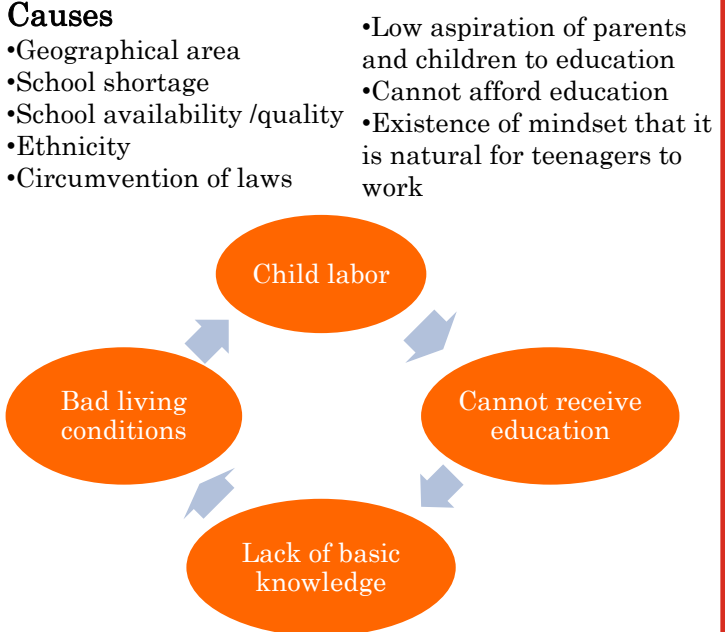 Causes
•Geographical area
•School shortage
•School availability /quality
•Ethnicity
•Circumvention of laws
•Low aspiration of parents
and children to education
•Cannot afford education
•Existence of mindset that it
is natural for teenagers to
work
Child labor
Cannot receive
education
Lack of basic
knowledge
Bad living
conditions